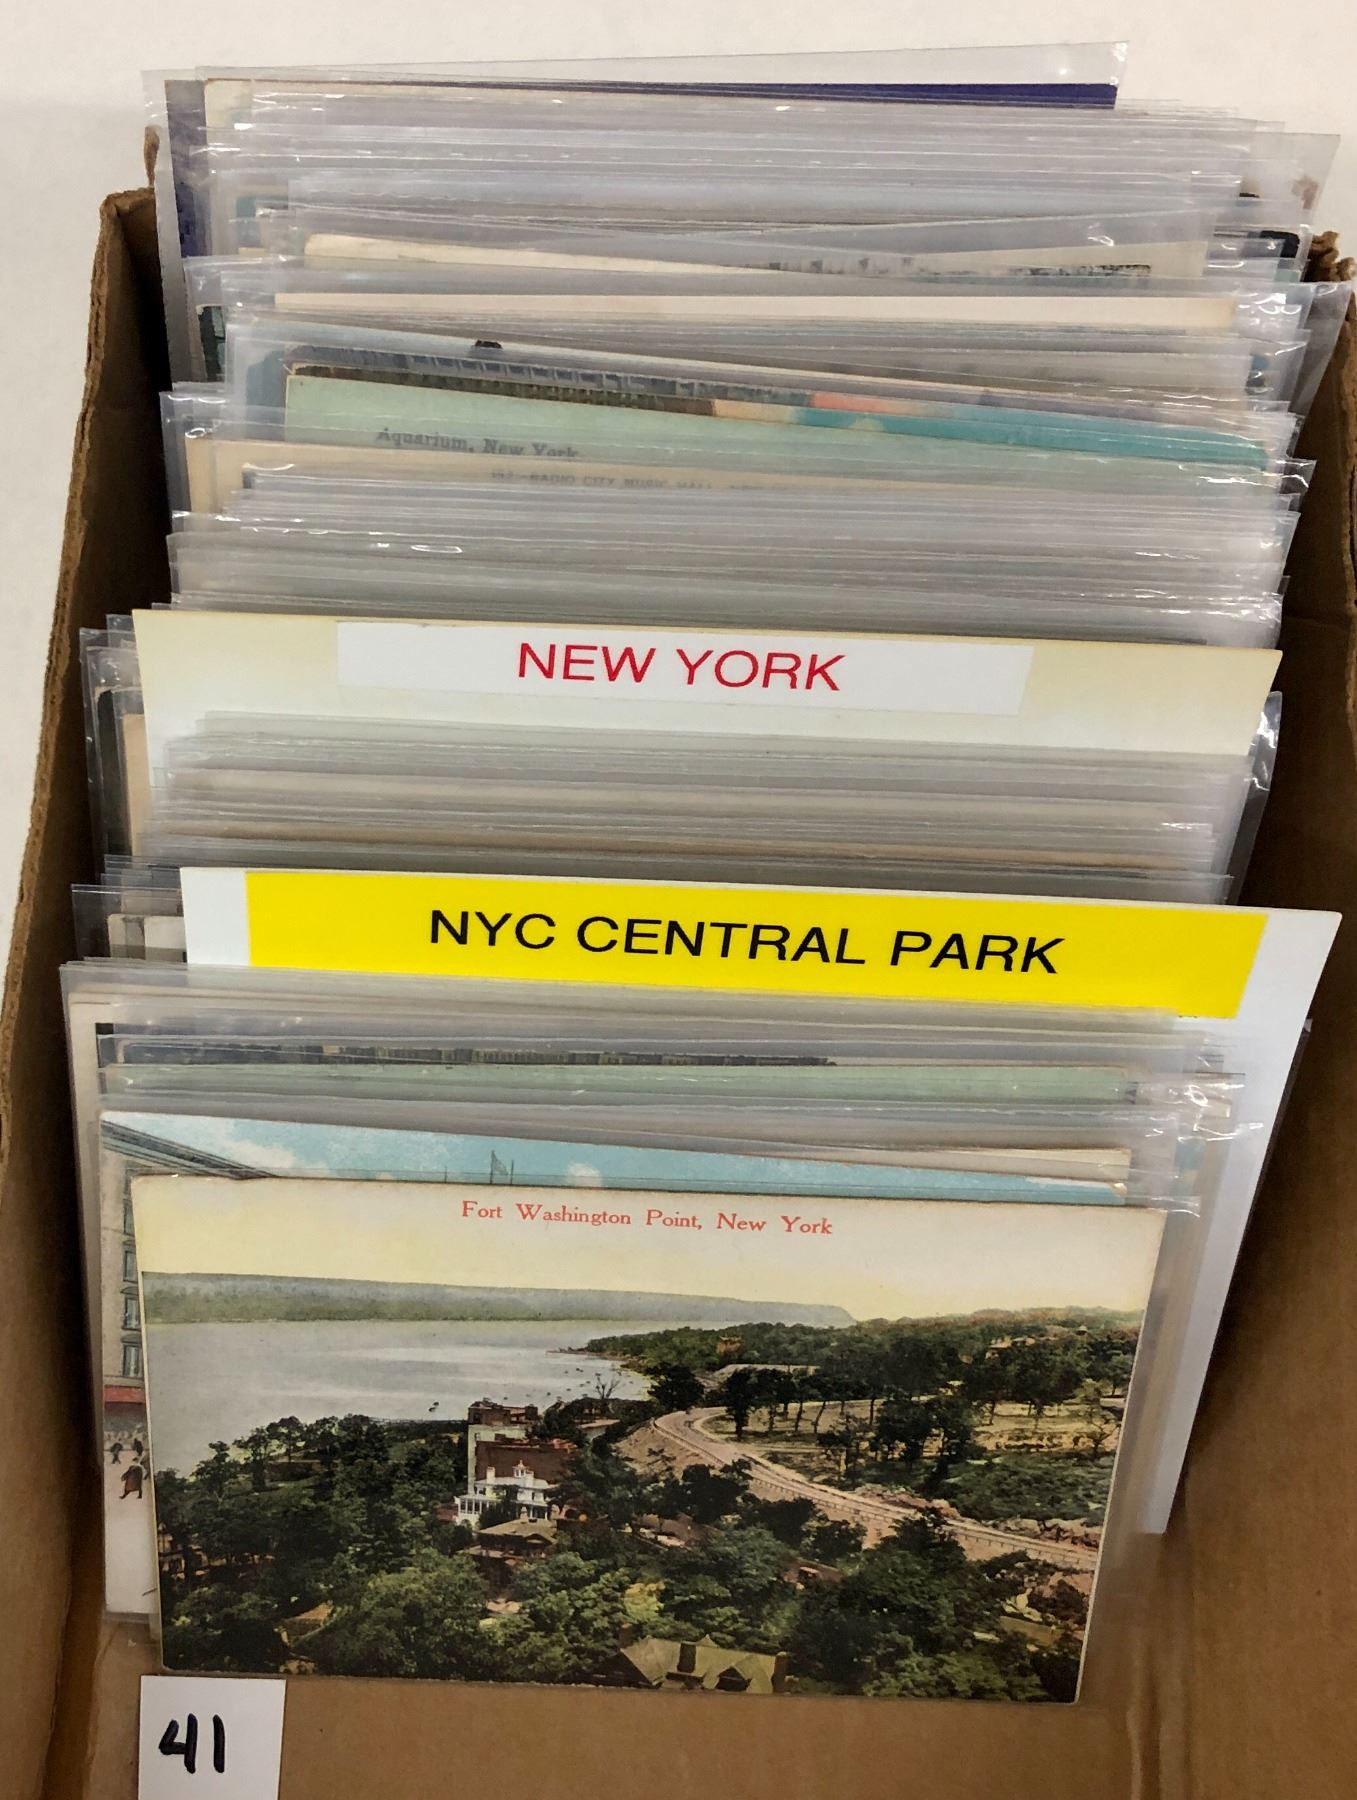 Aquarium, New York.
RADIO CITY MUSIC HALL
NEW YORK
NYC CENTRAL PARK
Fort Washington Point, New York
41